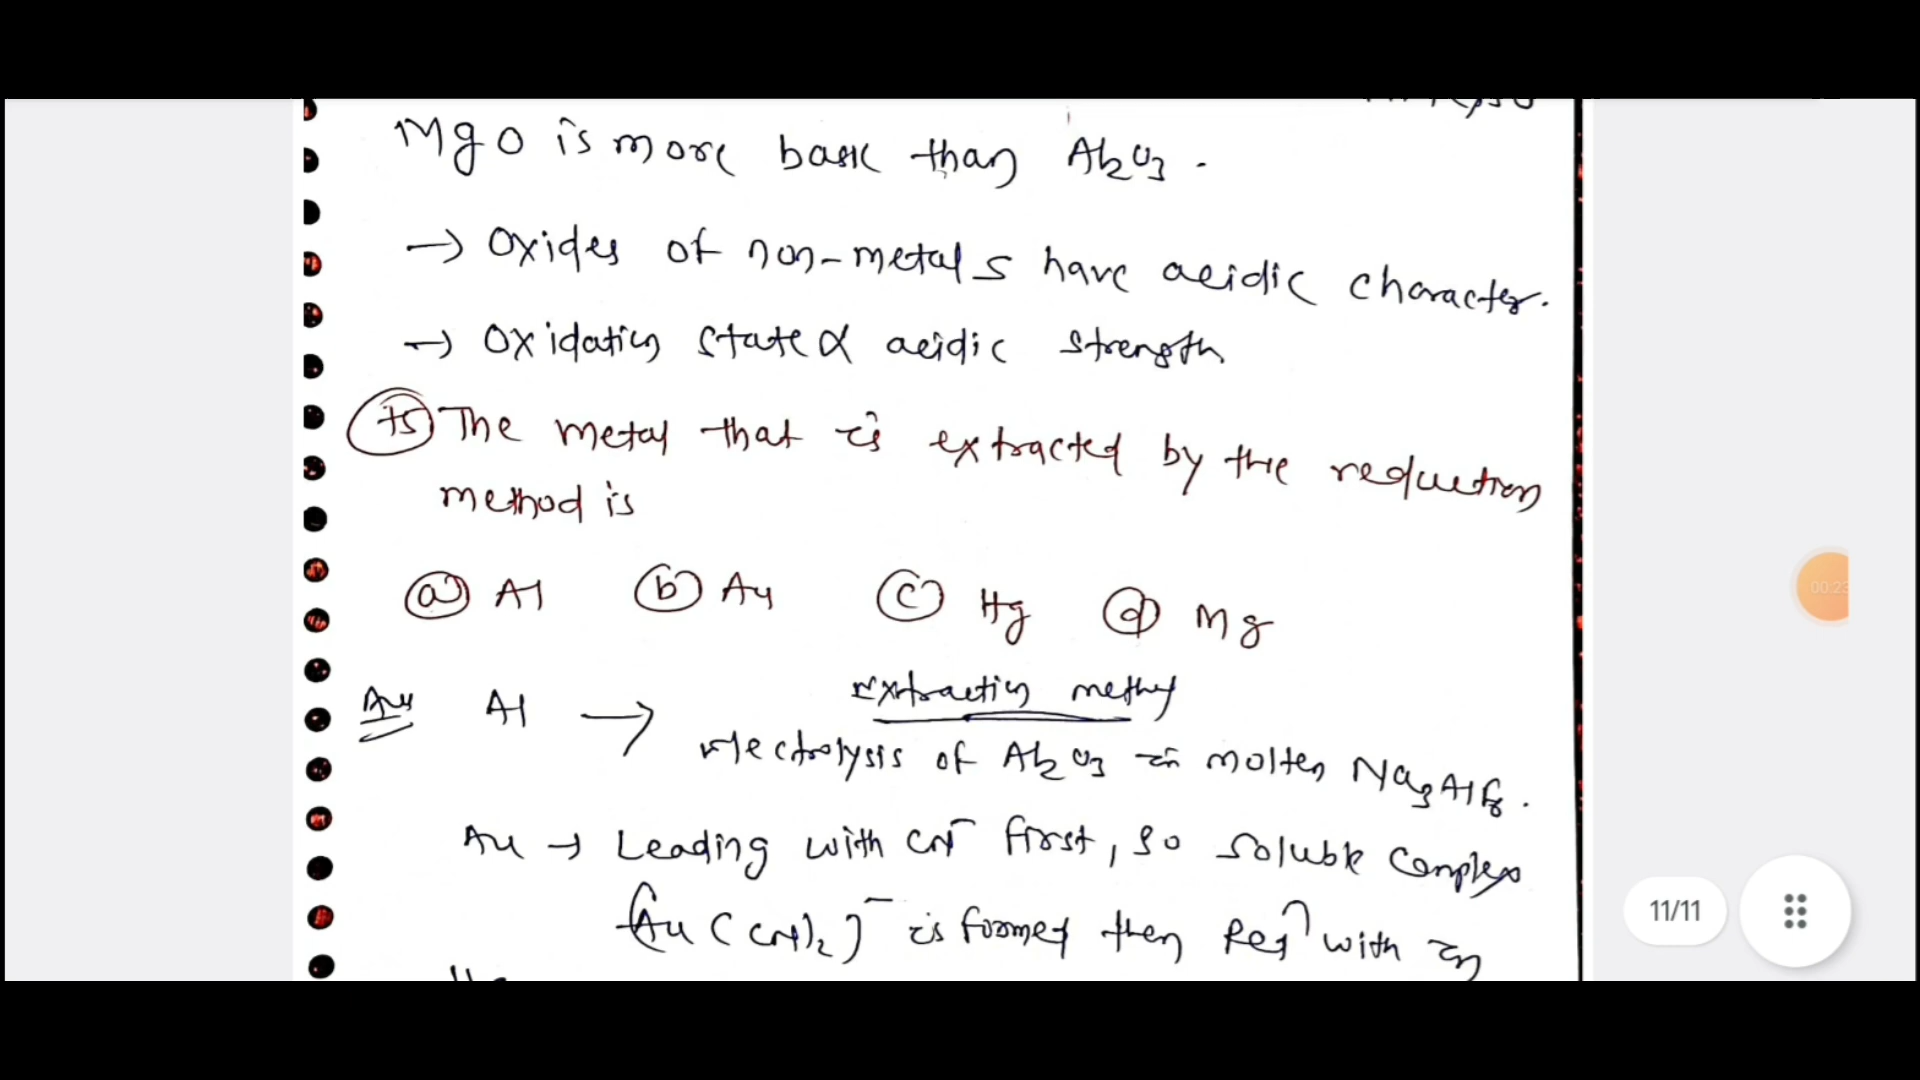 MgO is more basic than Al2O3.
→ Oxides of non-metals have acidic character.
→ Oxidation state ∝ acidic strength
75 The metal that is extracted by the reduction
method is
(a) Al (b) Au (c) Hg (d) Mg
Ans Al → extraction method
electrolysis of Al2O3 in molten Na3AlF6.
Au → Leading with CN- first, so soluble complex
[Au(CN)2]- is formed then Redn with Zn
11/11